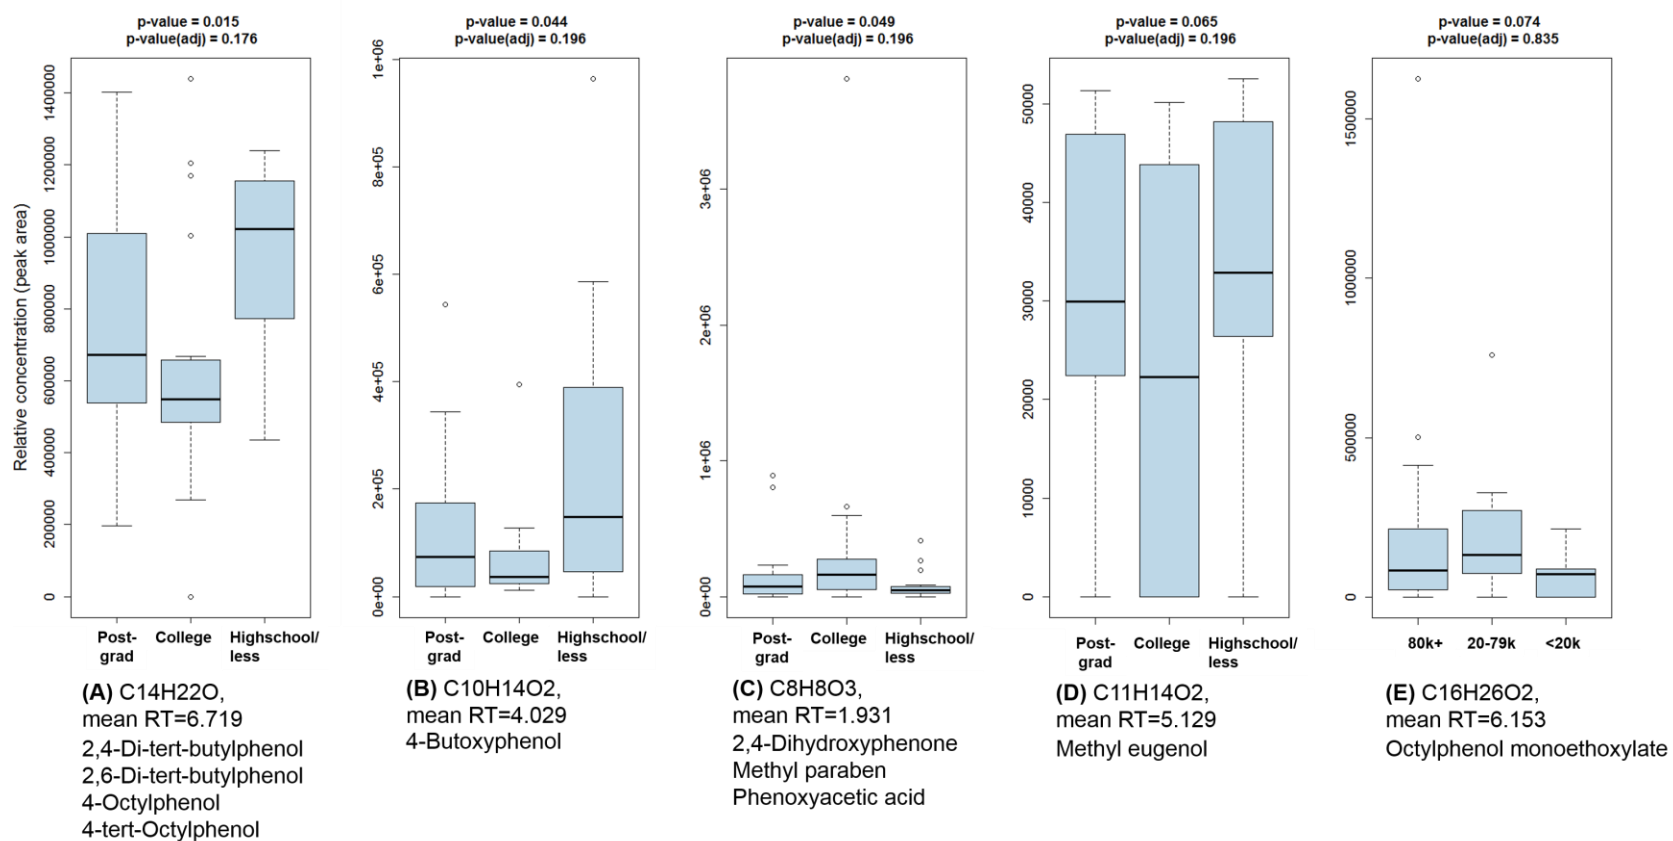 p-value = 0.015
p-value(adj) = 0.176
p-value = 0.044
p-value(adj) = 0.196
p-value = 0.049
p-value(adj) = 0.196
p-value = 0.065
p-value(adj) = 0.196
p-value = 0.074
p-value(adj) = 0.835
Relative concentration (peak area)
1400000
1200000
1000000
800000
600000
400000
200000
0
Post-
grad
College
Highschool/
less
1e+06
8e+05
6e+05
4e+05
2e+05
0e+00
Post-
grad
College
Highschool/
less
3e+06
2e+06
1e+06
0e+00
Post-
grad
College
Highschool/
less
50000
40000
30000
20000
10000
0
Post-
grad
College
Highschool/
less
1500000
1000000
500000
0
80k+
20-79k
<20k
(A) C14H22O,
mean RT=6.719
2,4-Di-tert-butylphenol
2,6-Di-tert-butylphenol
4-Octylphenol
4-tert-Octylphenol
(B) C10H14O2,
mean RT=4.029
4-Butoxyphenol
(C) C8H8O3,
mean RT=1.931
2,4-Dihydroxyphenone
Methyl paraben
Phenoxyacetic acid
(D) C11H14O2,
mean RT=5.129
Methyl eugenol
(E) C16H26O2,
mean RT=6.153
Octylphenol monoethoxylate